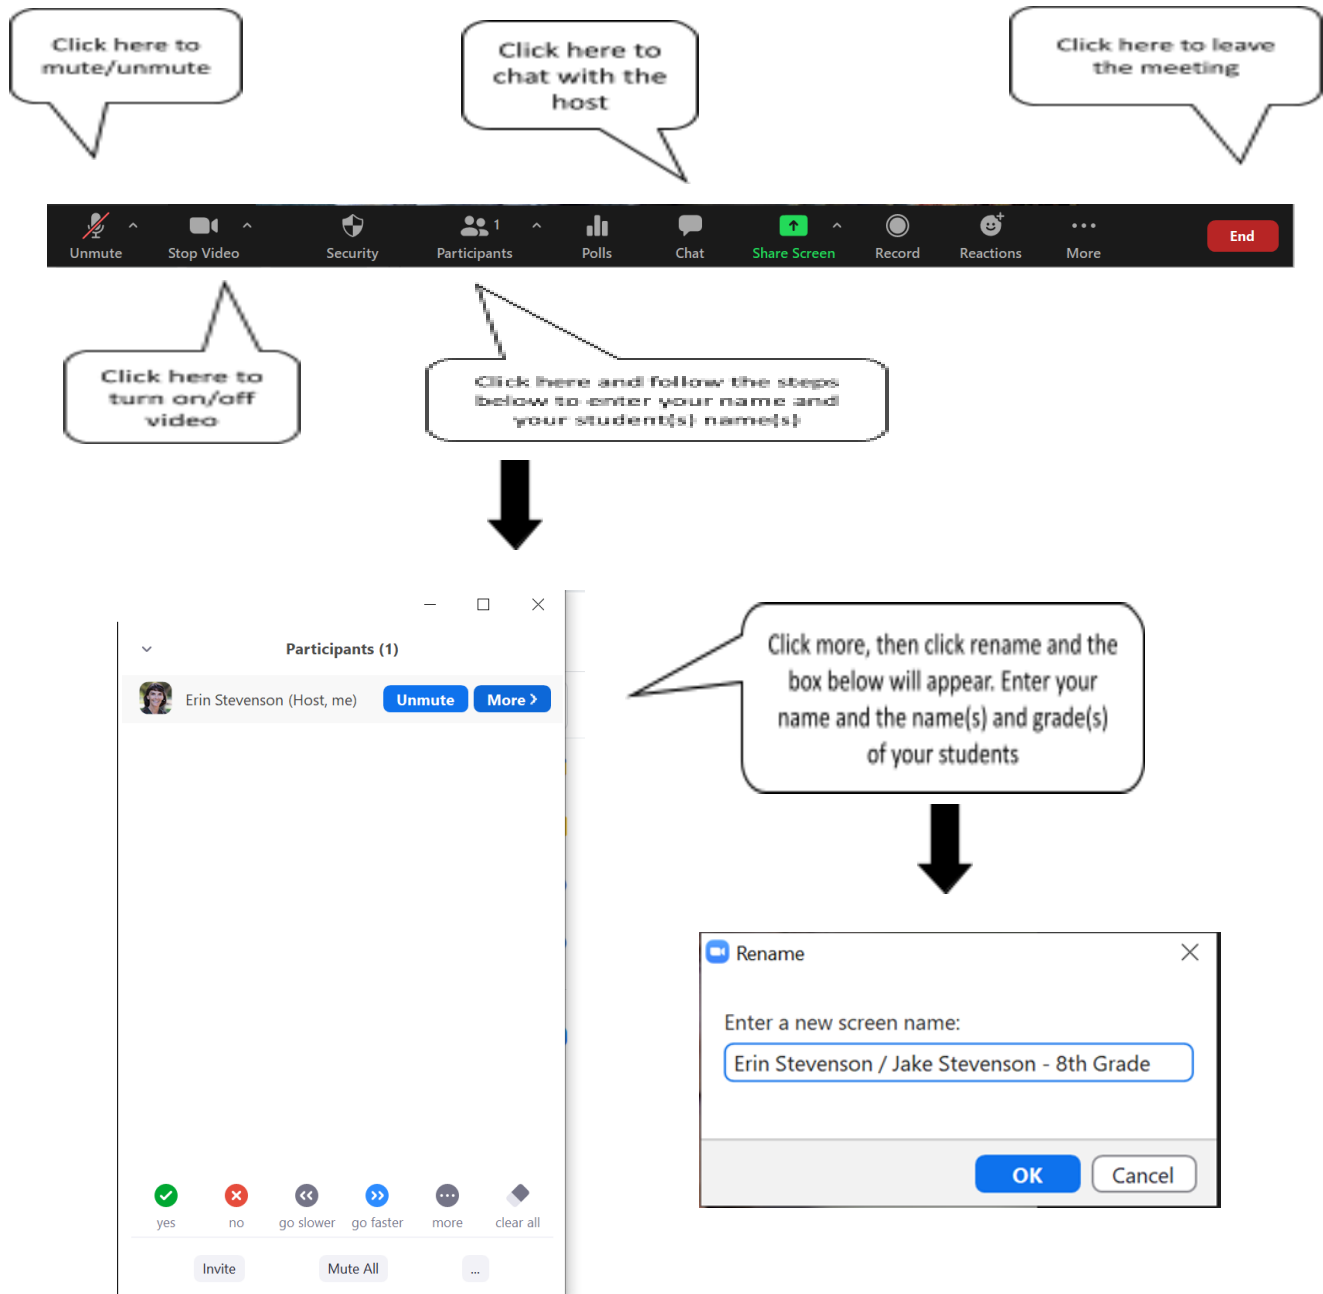 Click here to
mute/unmute
Click here to
chat with the
host
Click here to leave
the meeting
Unmute
Stop Video
Security
1
Participants
Polls
Chat
Share Screen
Record
Reactions
More
End
Click here to
turn on/off
video
Click here and follow the steps
below to enter your name and
your student(s) name(s)
Participants (1)
Erin Stevenson (Host, me)
Unmute
More
Click more, then click rename and the
box below will appear. Enter your
name and the name(s) and grade(s)
of your students
Rename
Enter a new screen name:
Erin Stevenson / Jake Stevenson - 8th Grade
OK
Cancel
yes
no
go slower
go faster
more
clear all
Invite
Mute All
...